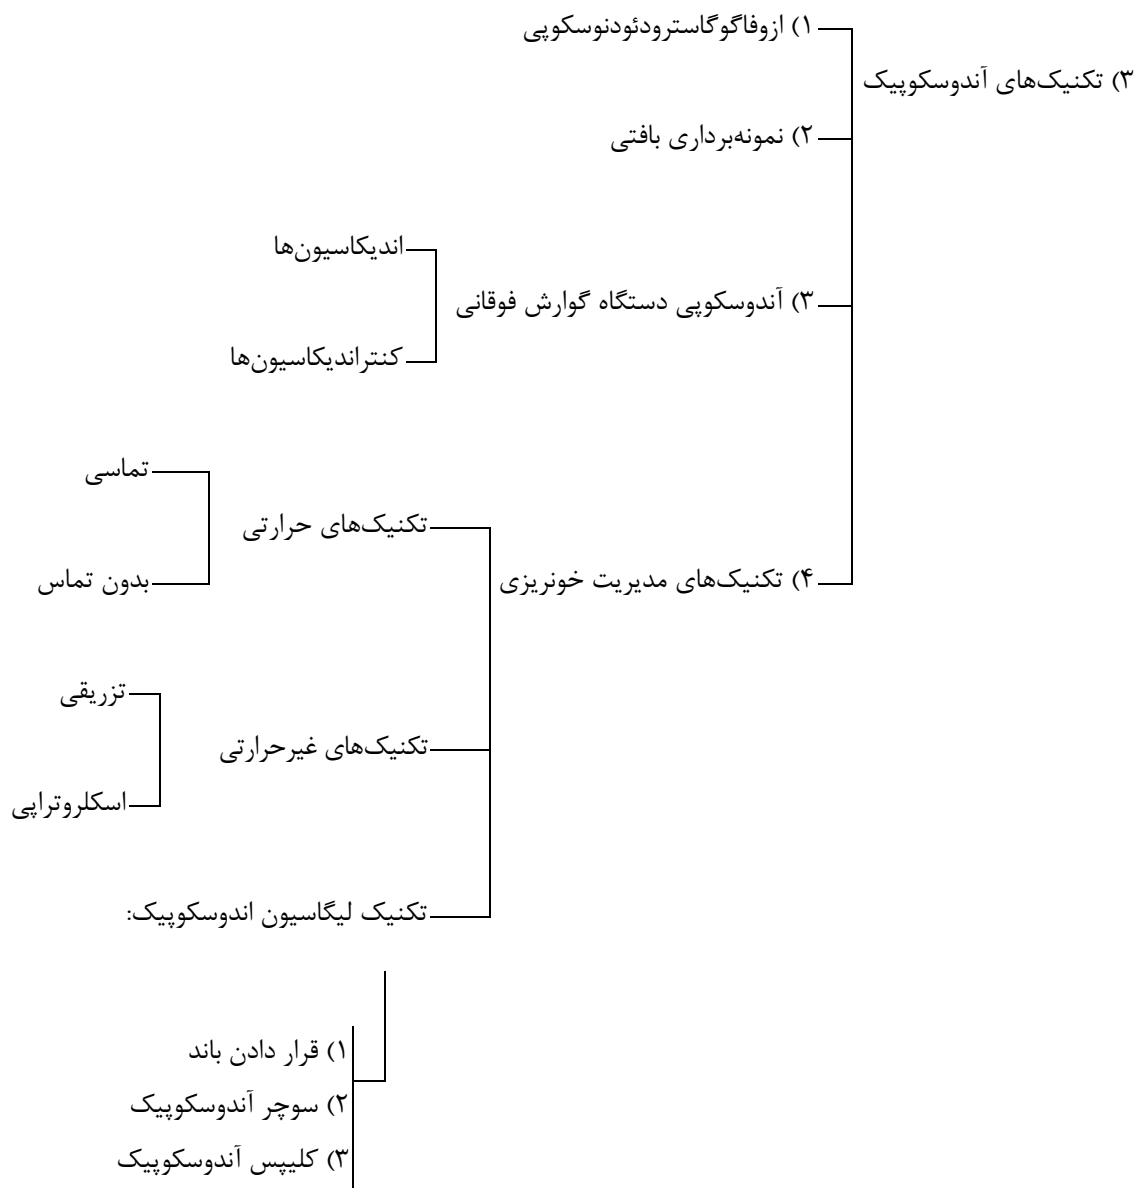 ۱) ازوفاگوگاسترودئودنوسکوپی
۳) تکنیک‌های آندوسکوپیک
۲) نمونه‌برداری بافتی
اندیکاسیون‌ها
۳) آندوسکوپی دستگاه گوارش فوقانی
کنتراندیکاسیون‌ها
تماسی
تکنیک‌های حرارتی
بدون تماس
۴) تکنیک‌های مدیریت خونریزی
تزریقی
تکنیک‌های غیرحرارتی
اسکلروتراپی
تکنیک لیگاسیون اندوسکوپیک:
۱) قرار دادن باند
۲) سوچر آندوسکوپیک
۳) کلیپس آندوسکوپیک